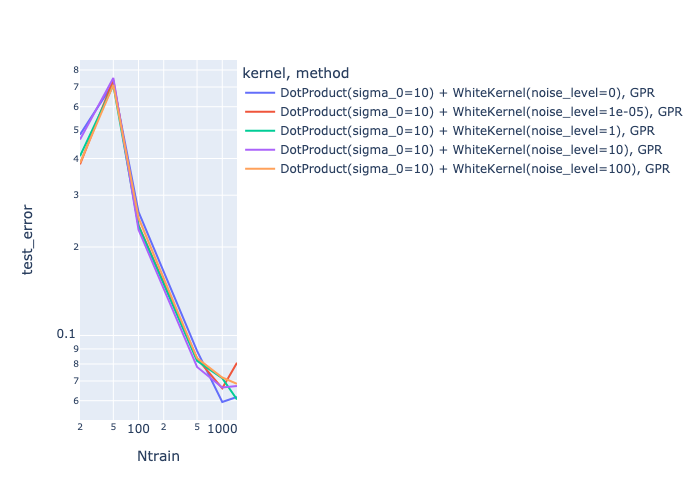 kernel, method
DotProduct(sigma_0=10) + WhiteKernel(noise_level=0), GPR
DotProduct(sigma_0=10) + WhiteKernel(noise_level=1e-05), GPR
DotProduct(sigma_0=10) + WhiteKernel(noise_level=1), GPR
DotProduct(sigma_0=10) + WhiteKernel(noise_level=10), GPR
DotProduct(sigma_0=10) + WhiteKernel(noise_level=100), GPR
test_error
8
7
6
5
4
3
2
0.1
9
8
7
6
2 5 100 2 5 1000
Ntrain